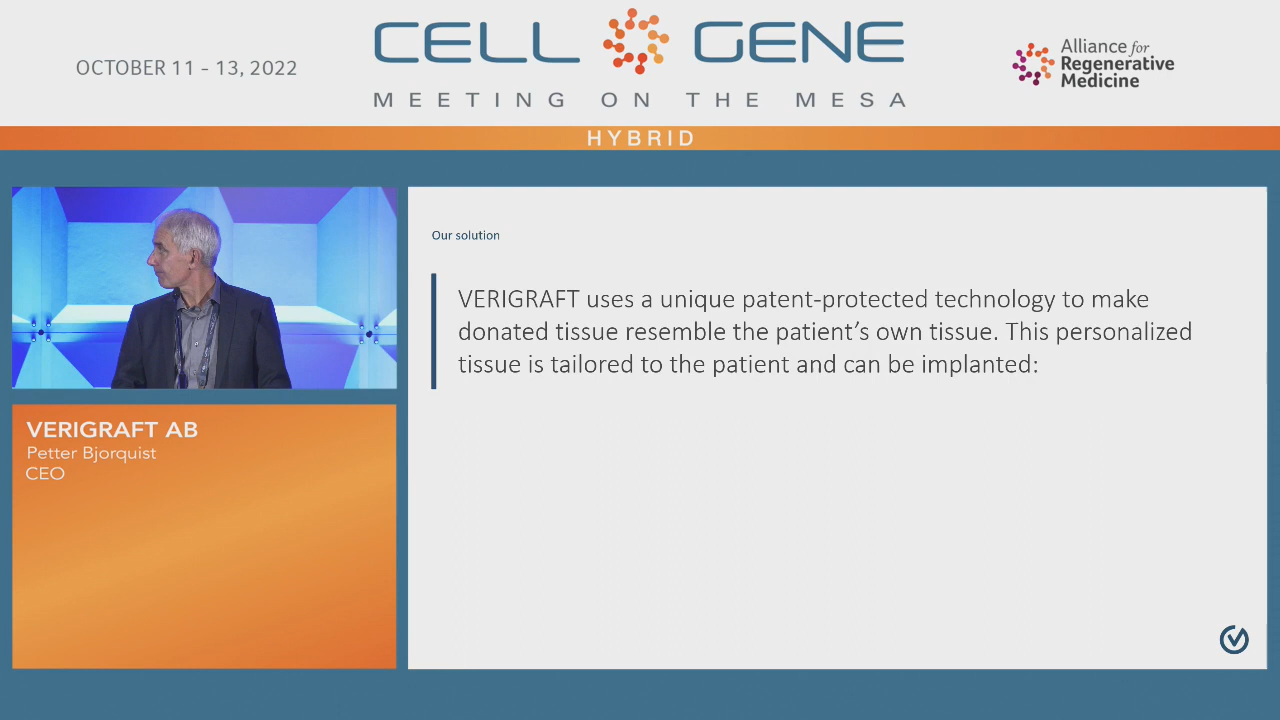 OCTOBER 11 - 13, 2022
CELL GENE
MEETING ON THE MESA
Alliance for
Regenerative
Medicine
HYBRID
Our solution
VERIGRAFT uses a unique patent-protected technology to make
donated tissue resemble the patient's own tissue. This personalized
tissue is tailored to the patient and can be implanted:
VERIGRAFT AB
Petter Bjorquist
CEO